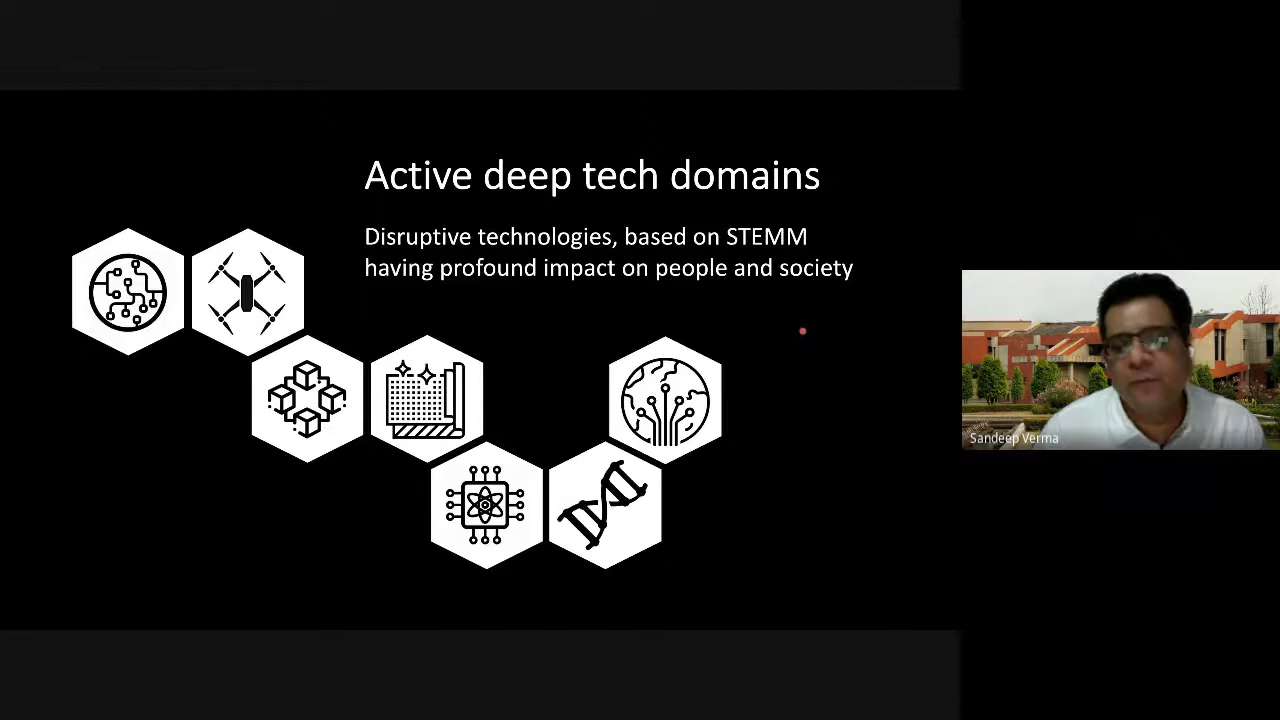 Active deep tech domains
Disruptive technologies, based on STEMM
having profound impact on people and society
Sandeep Verma